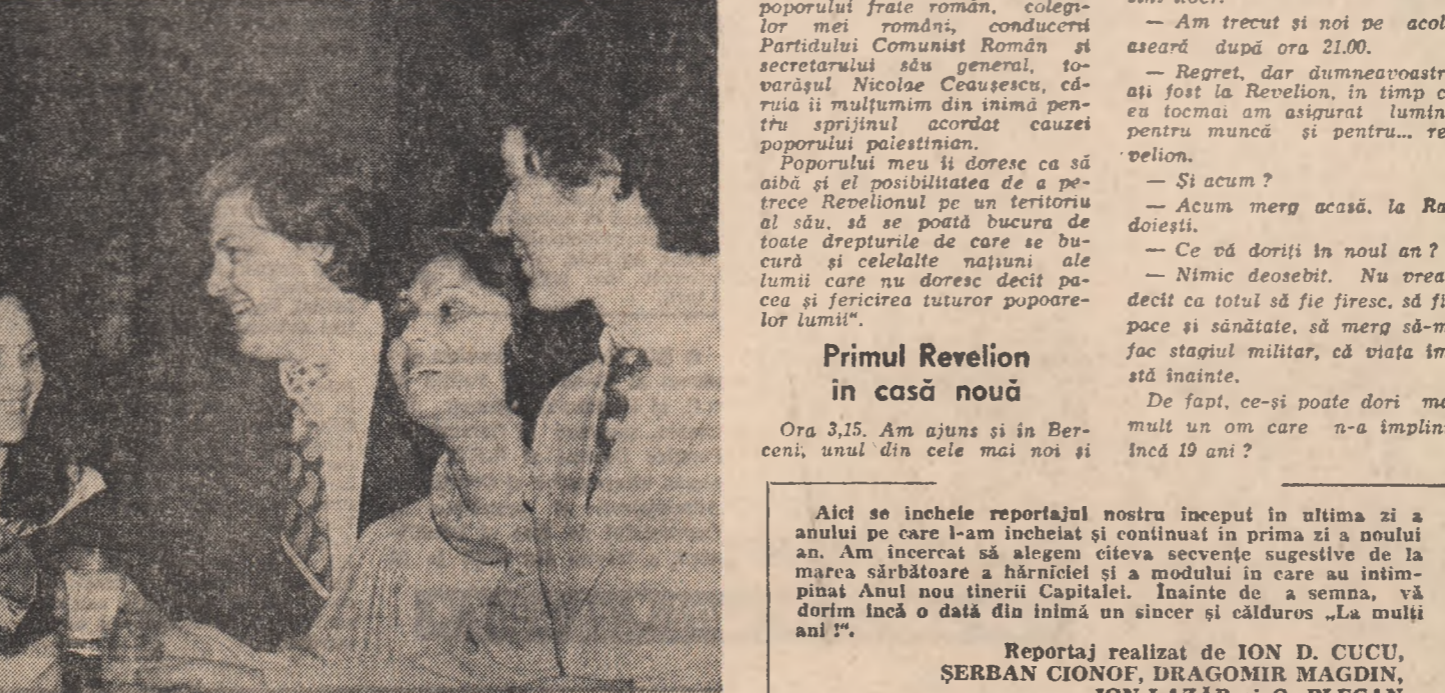 poporului frate român, colegi-
lor mei români, conducerii
Partidului Comunist Român și
secretarului său general, to-
varășul Nicolae Ceaușescu, că-
ruia îi mulțumim din inimă pen-
tru sprijinul acordat cauzei
poporului palestinian.
Poporului meu îi doresc ca să
aibă și el posibilitatea de a pe-
trece Revelionul pe un teritoriu
al său, să se poată bucura de
toate drepturile de care se bu-
cură și celelalte națiuni ale
lumii care nu doresc decît pa-
cea și fericirea tuturor popoare-
lor lumii“.
Primul Revelion
în casă nouă
Ora 3,15. Am ajuns și în Ber-
ceni, unul din cele mai noi și
— Am trecut și noi pe acol
aseară după ora 21.00.
— Regret, dar dumneavoastr
ați fost la Revelion, în timp c
eu tocmai am asigurat lumin
pentru muncă și pentru... re
velion.
— Și acum ?
— Acum merg acasă, la Ra
doiești.
— Ce vă doriți în noul an ?
— Nimic deosebit. Nu vrea
decît ca totul să fie firesc, să fi
pace și sănătate, să merg să-m
fac stagiul militar, că viața îm
stă înainte.
De fapt, ce-și poate dori ma
mult un om care n-a împlini
încă 19 ani ?
Aici se încheie reportajul nostru început în ultima zi a
anului pe care l-am încheiat și continuat în prima zi a noului
an. Am încercat să alegem cîteva secvențe sugestive de la
marea sărbătoare a hărniciei și a modului în care au întîm-
pinat Anul nou tinerii Capitalei. Înainte de a semna, vă
dorim încă o dată din inimă un sincer și călduros „La mulți
ani !“.
Reportaj realizat de ION D. CUCU,
ȘERBAN CIONOF, DRAGOMIR MAGDIN,